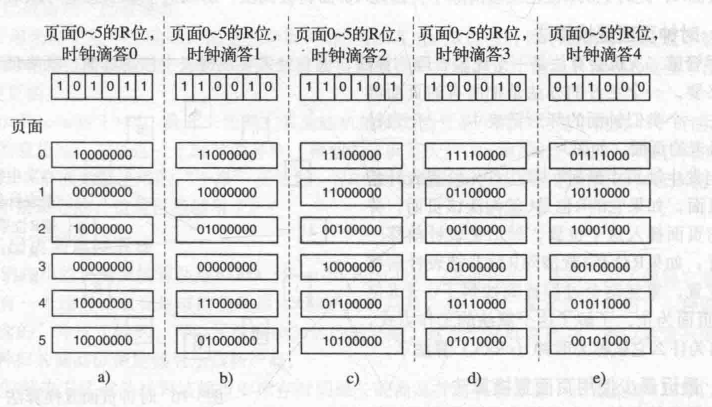 页面0~5的R位, 页面0~5的R位, 页面0~5的R位, 页面0~5的R位, 页面0~5的R位,
时钟滴答0 时钟滴答1 时钟滴答2 时钟滴答3 时钟滴答4
1 0 1 0 1 1 1 1 0 0 1 0 1 1 0 1 0 1 1 0 0 0 1 0 0 1 1 0 0 0
页面
0 10000000 11000000 11100000 11110000 01111000
1 00000000 10000000 11000000 01100000 10110000
2 10000000 01000000 00100000 00100000 10001000
3 00000000 00000000 10000000 01000000 00100000
4 10000000 11000000 01100000 10110000 01011000
5 10000000 01000000 10100000 01010000 00101000
a) b) c) d) e)